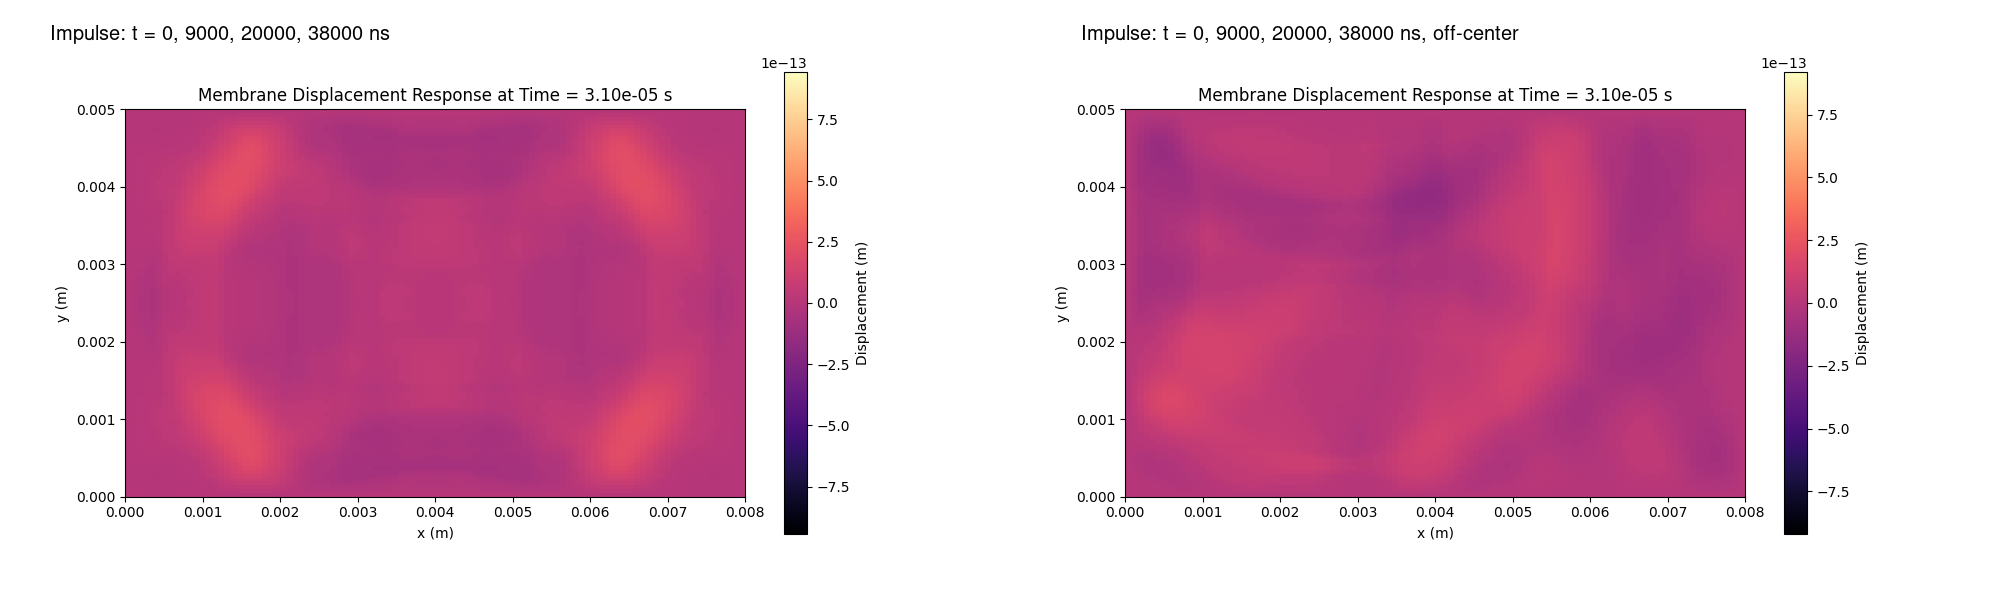 Impulse: t = 0, 9000, 20000, 38000 ns
1e−13
Membrane Displacement Response at Time = 3.10e-05 s
0.005
0.004
0.003
0.002
0.001
0.000
y (m)
0.000 0.001 0.002 0.003 0.004 0.005 0.006 0.007 0.008
x (m)
7.5
5.0
2.5
0.0
−2.5
−5.0
−7.5
Displacement (m)
Impulse: t = 0, 9000, 20000, 38000 ns, off-center
1e−13
Membrane Displacement Response at Time = 3.10e-05 s
0.005
0.004
0.003
0.002
0.001
0.000
y (m)
0.000 0.001 0.002 0.003 0.004 0.005 0.006 0.007 0.008
x (m)
7.5
5.0
2.5
0.0
−2.5
−5.0
−7.5
Displacement (m)